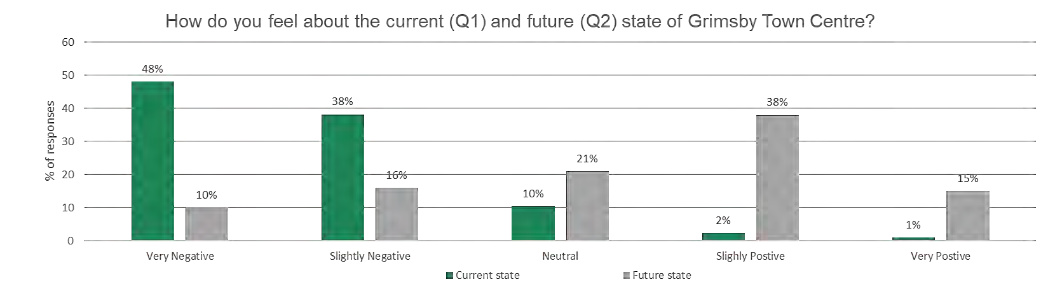 How do you feel about the current (Q1) and future (Q2) state of Grimsby Town Centre?
% of responses
60
50
40
30
20
10
0
48%
10%
38%
16%
10%
21%
2%
38%
1%
15%
Very Negative
Slightly Negative
Neutral
Slighly Postive
Very Postive
Current state
Future state